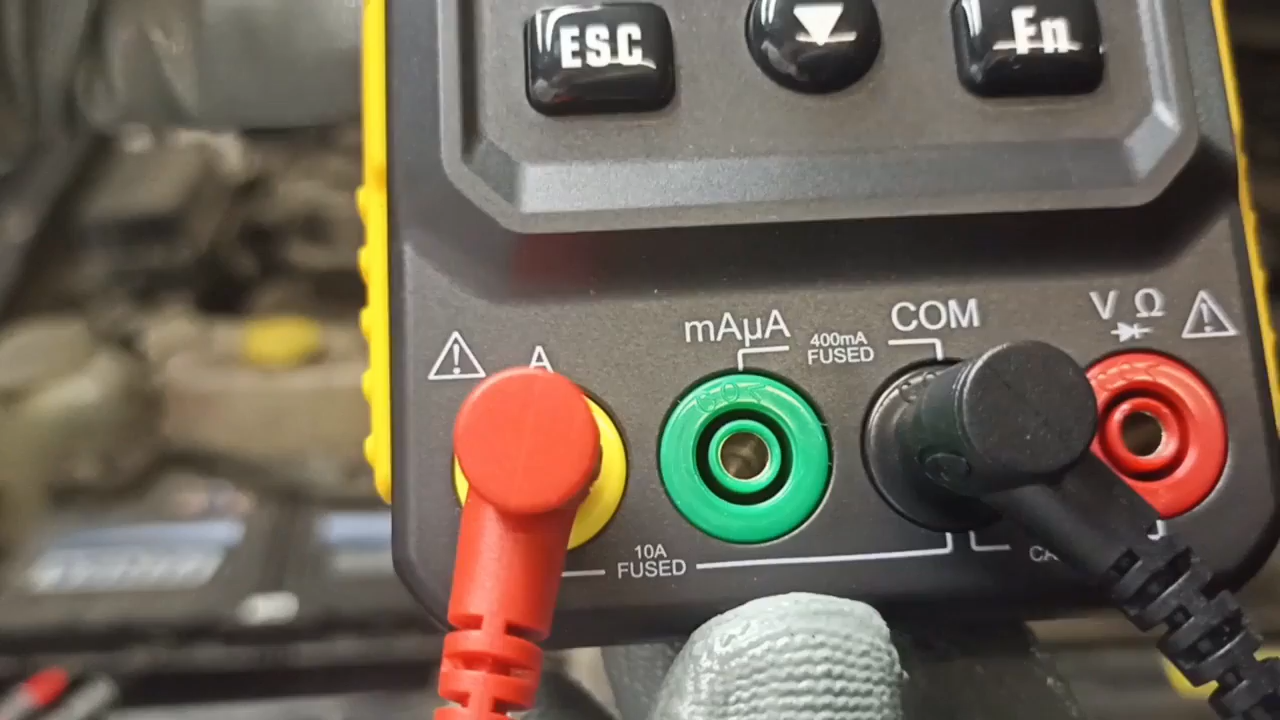 ESC
Fn
A
mAµA
400mA
FUSED
COM
V Ω
10A
FUSED